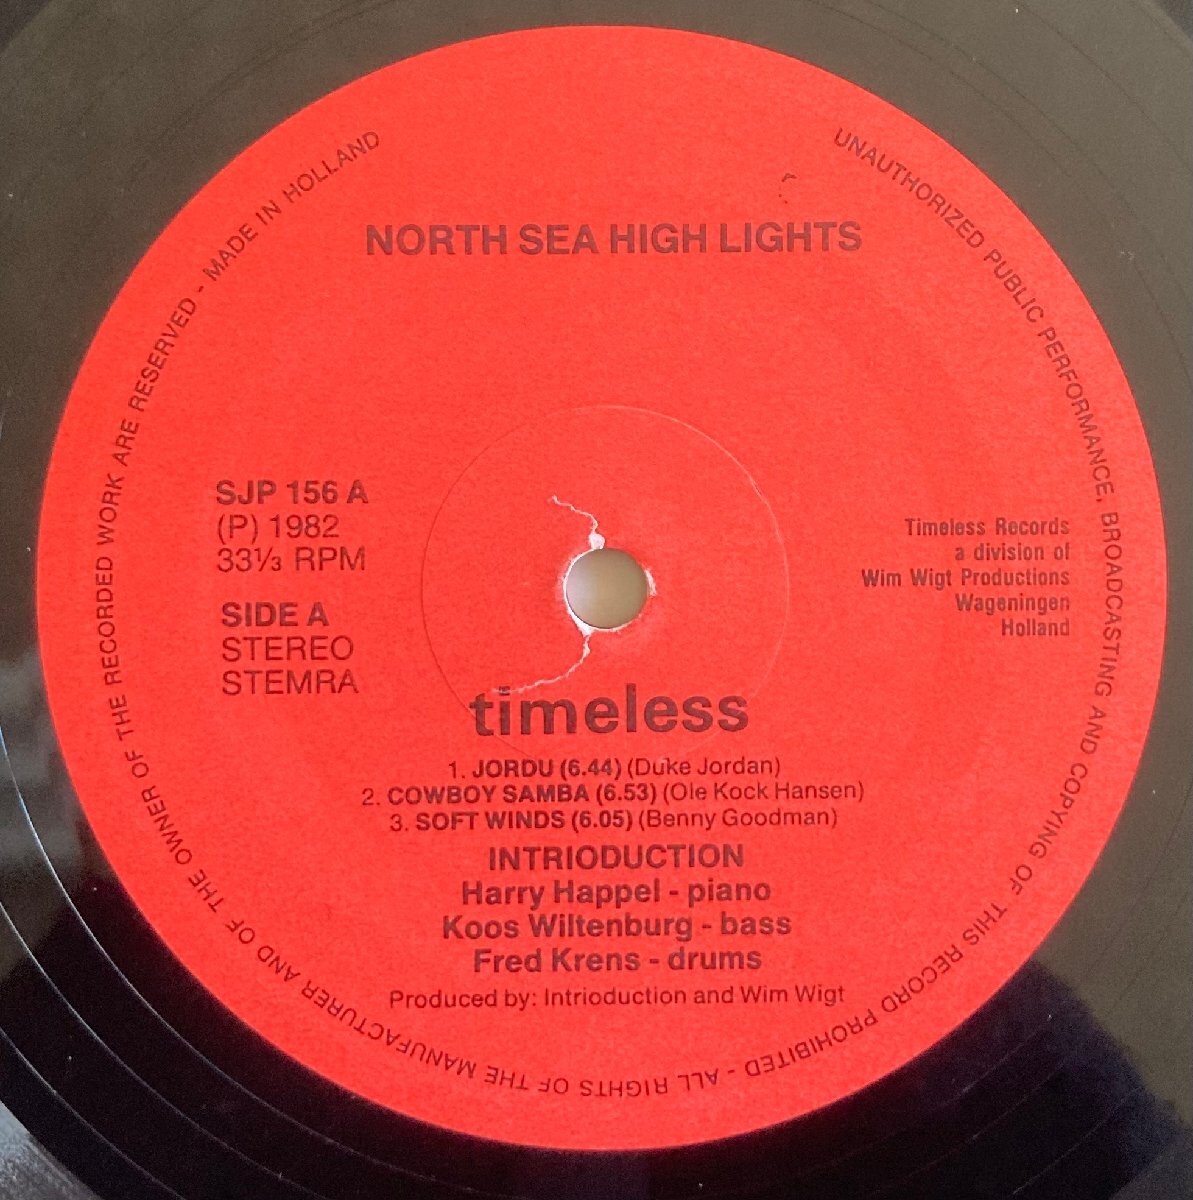 NORTH SEA HIGH LIGHTS
SJP 156 A
(P) 1982
33⅓ RPM
SIDE A
STEREO
STEMRA
Timeless Records
a division of
Wim Wigt Productions
Wageningen
Holland
timeless
1. JORDU (6.44) (Duke Jordan)
2. COWBOY SAMBA (6.53) (Ole Kock Hansen)
3. SOFT WINDS (6.05) (Benny Goodman)
INTRIODUCTION
Harry Happel - piano
Koos Wiltenburg - bass
Fred Krens - drums
Produced by: Intrioduction and Wim Wigt
UNAUTHORIZED PUBLIC PERFORMANCE, BROADCASTING AND COPYING OF THIS RECORD PROHIBITED - ALL RIGHTS OF THE MANUFACTURER AND OF THE OWNER OF THE RECORDED WORK ARE RESERVED - MADE IN HOLLAND